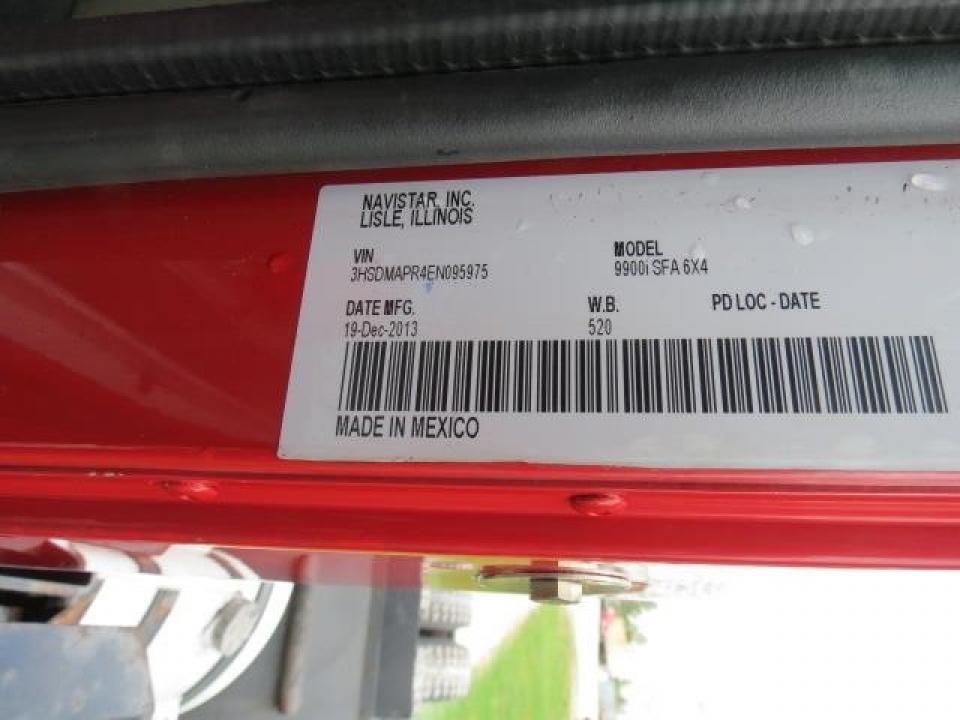 NAVISTAR, INC.
LISLE, ILLINOIS
VIN MODEL
3HSDMAPR4EN095975 9900i SFA 6X4
DATE MFG. W.B. PD LOC - DATE
19-Dec-2013 520
MADE IN MEXICO